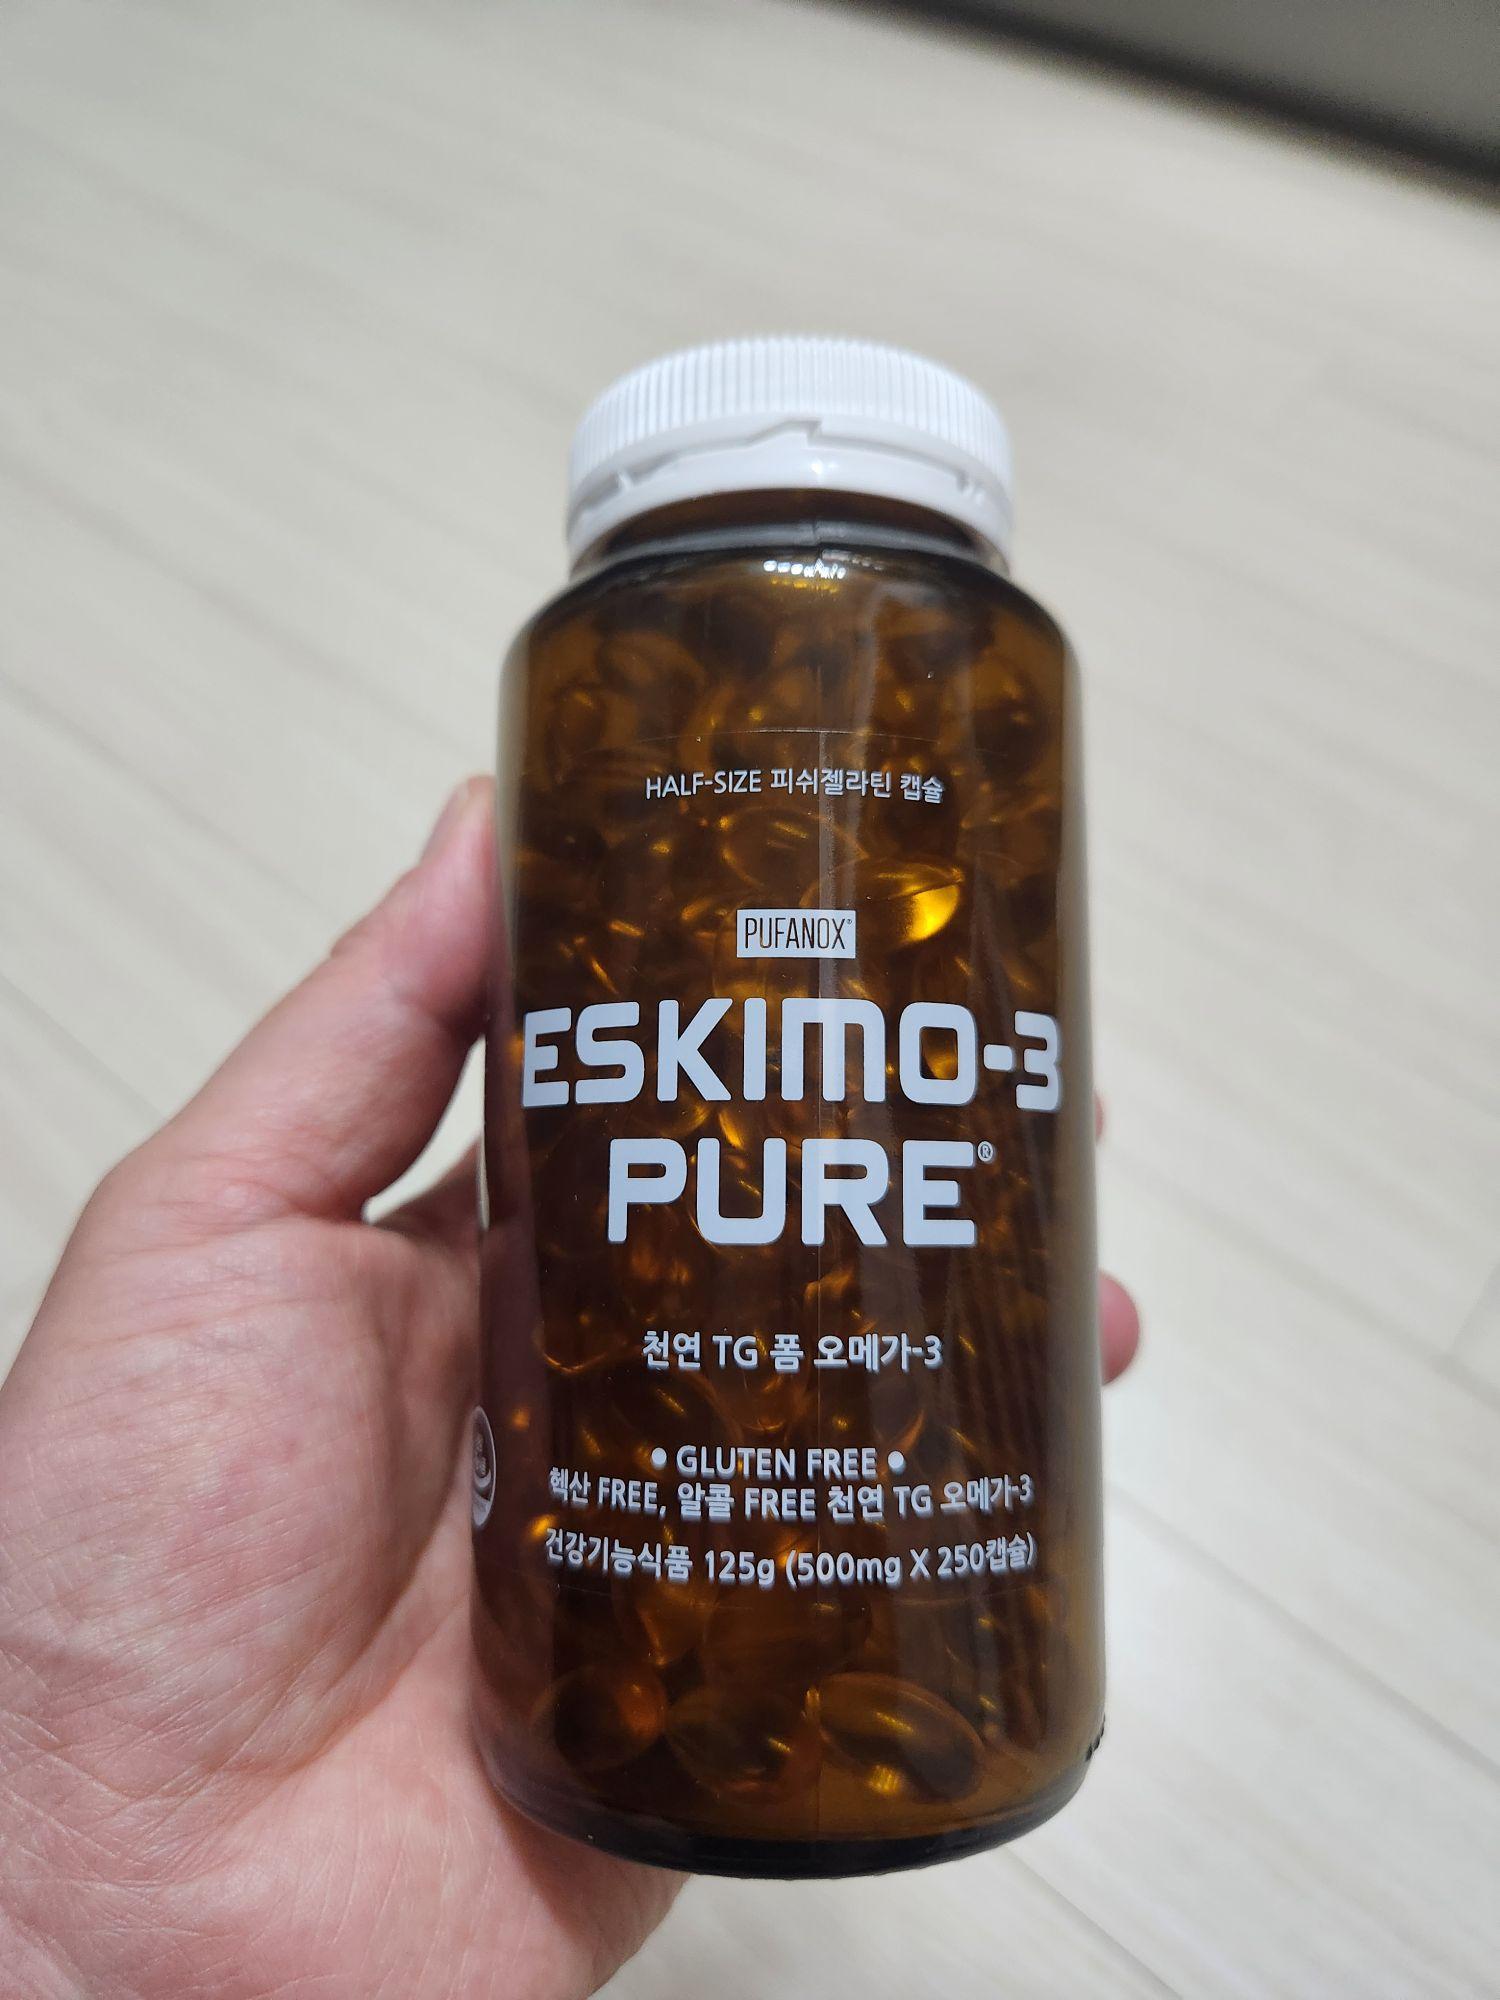 HALF-SIZE 피쉬젤라틴 캡슐
PUFANOX®
ESKIMO-3
PURE®
천연 TG 폼 오메가-3
• GLUTEN FREE •
헥산 FREE, 알콜 FREE 천연 TG 오메가-3
건강기능식품 125g (500mg X 250캡슐)